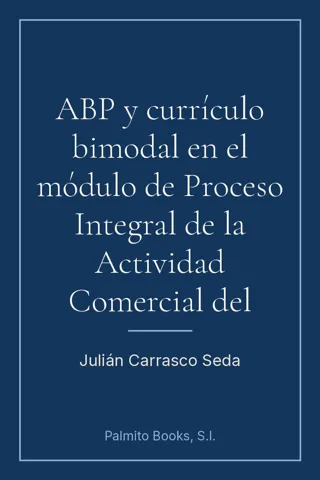 ABP y currículo
bimodal en el
módulo de Proceso
Integral de la
Actividad
Comercial del
Julián Carrasco Seda
Palmito Books, S.l.